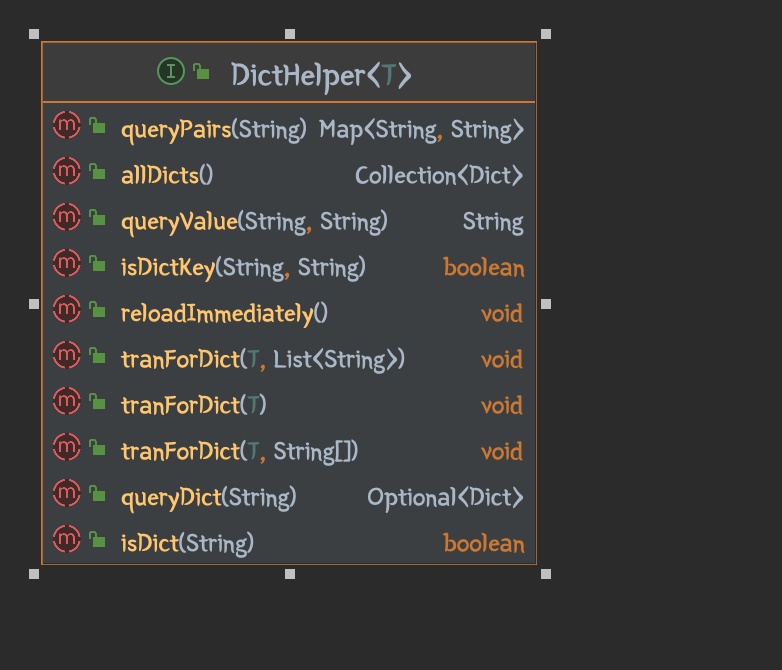 DictHelper<T>
queryPairs(String) Map<String, String>
allDicts() Collection<Dict>
queryValue(String, String) String
isDictKey(String, String) boolean
reloadImmediately() void
tranForDict(T, List<String>) void
tranForDict(T) void
tranForDict(T, String[]) void
queryDict(String) Optional<Dict>
isDict(String) boolean